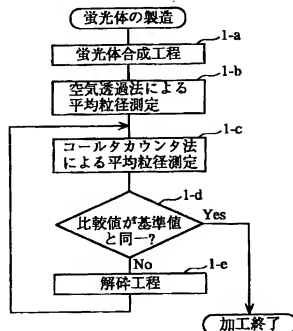 蛍光体の製造
1-a
蛍光体合成工程
1-b
空気透過法による
平均粒径測定
1-c
コールタカウンタ法
による平均粒径測定
1-d
比較値が基準値
と同一?
Yes
No
1-e
解砕工程
加工終了